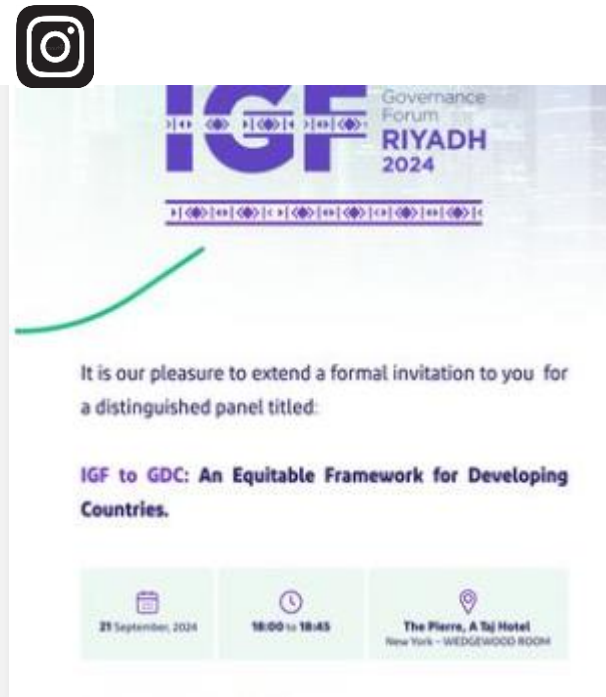 IGF
Governance
Forum
RIYADH
2024
It is our pleasure to extend a formal invitation to you for
a distinguished panel titled:
IGF to GDC: An Equitable Framework for Developing
Countries.
21 September, 2024
18:00 to 18:45
The Pierre, A Taj Hotel
New York - WEDGEWOOD ROOM